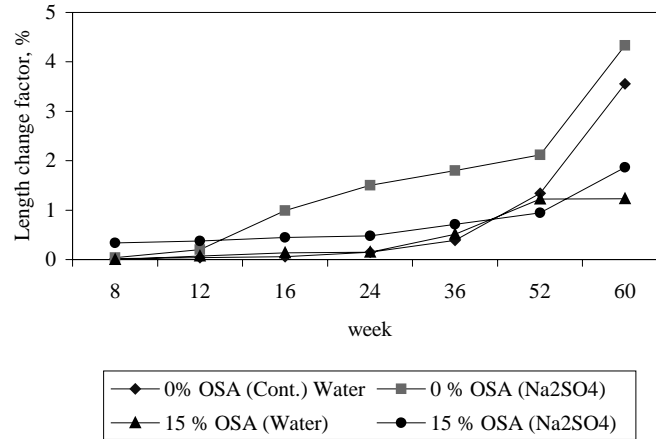 5
4
3
2
1
0
Length change factor, %
8 12 16 24 36 52 60
week
0% OSA (Cont.) Water 0 % OSA (Na2SO4)
15 % OSA (Water) 15 % OSA (Na2SO4)